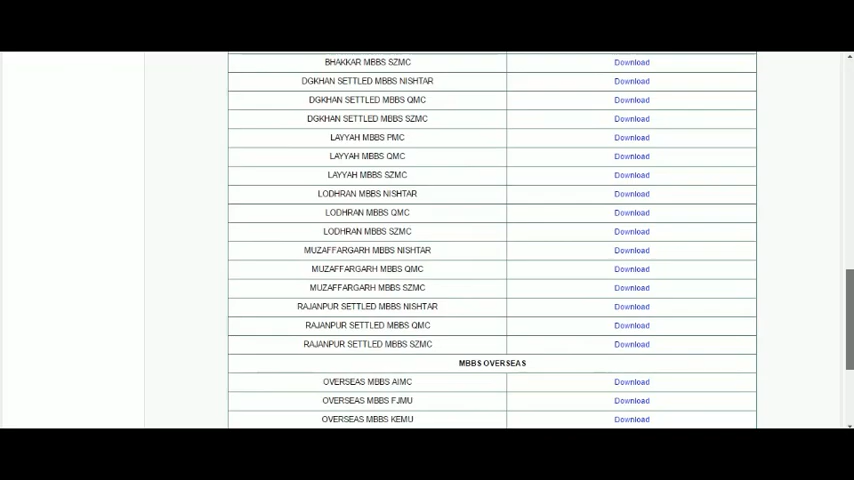 BHAKKAR MBBS SZMC Download
DGKHAN SETTLED MBBS NISHTAR Download
DGKHAN SETTLED MBBS QMC Download
DGKHAN SETTLED MBBS SZMC Download
LAYYAH MBBS PMC Download
LAYYAH MBBS QMC Download
LAYYAH MBBS SZMC Download
LODHRAN MBBS NISHTAR Download
LODHRAN MBBS QMC Download
LODHRAN MBBS SZMC Download
MUZAFFARGARH MBBS NISHTAR Download
MUZAFFARGARH MBBS QMC Download
MUZAFFARGARH MBBS SZMC Download
RAJANPUR SETTLED MBBS NISHTAR Download
RAJANPUR SETTLED MBBS QMC Download
RAJANPUR SETTLED MBBS SZMC Download
MBBS OVERSEAS
OVERSEAS MBBS AIMC Download
OVERSEAS MBBS FJMU Download
OVERSEAS MBBS KEMU Download